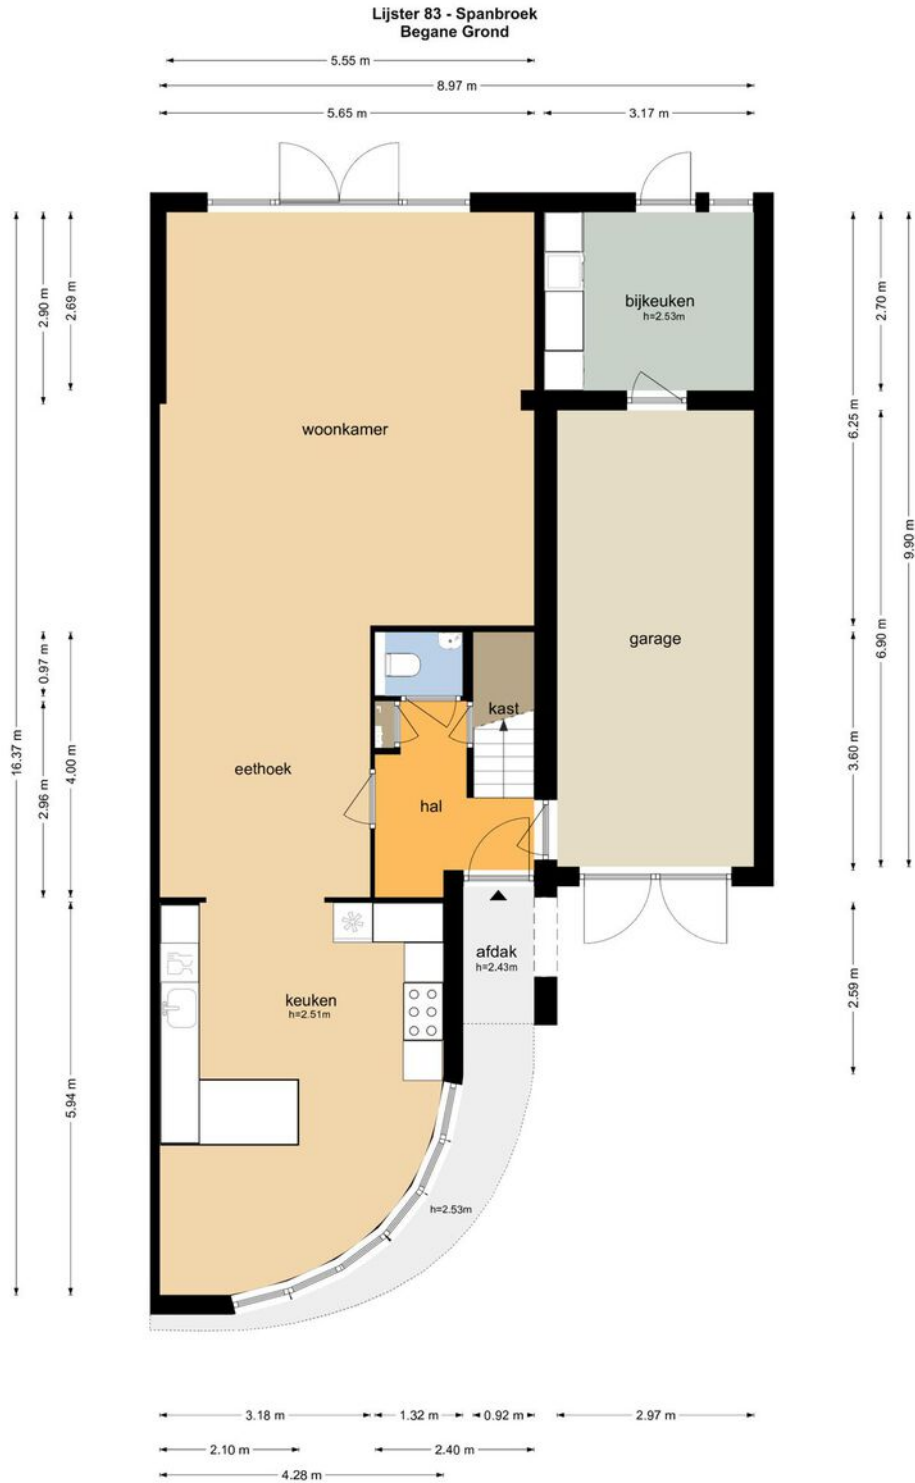 Lijster 83 - Spanbroek
Begane Grond
5.55 m
8.97 m
5.65 m
3.17 m
2.90 m
2.69 m
2.70 m
bijkeuken
h=2.53m
woonkamer
6.25 m
9.90 m
garage
6.90 m
0.97 m
4.00 m
16.37 m
kast
3.60 m
2.96 m
eethoek
hal
afdak
h=2.43m
keuken
h=2.51m
2.59 m
5.94 m
h=2.53m
3.18 m
1.32 m
0.92 m
2.97 m
2.10 m
2.40 m
4.28 m